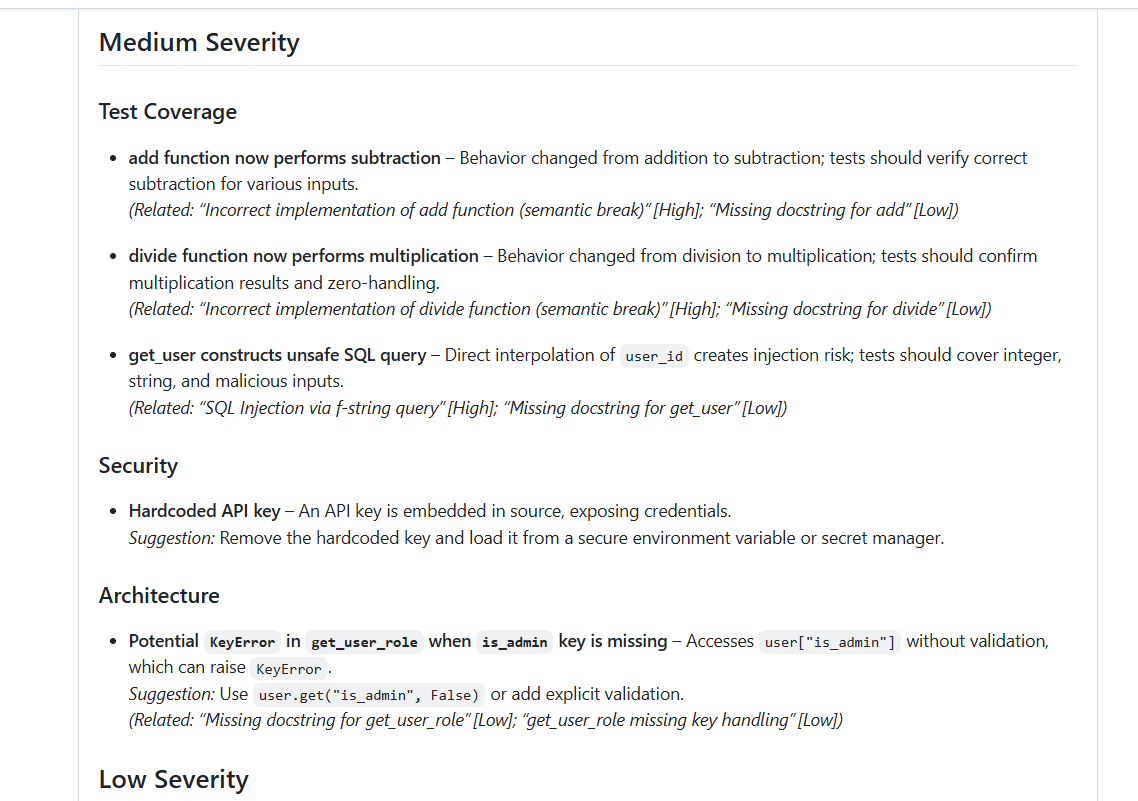 Medium Severity
Test Coverage
add function now performs subtraction – Behavior changed from addition to subtraction; tests should verify correct
subtraction for various inputs.
(Related: “Incorrect implementation of add function (semantic break)” [High]; “Missing docstring for add” [Low])
divide function now performs multiplication – Behavior changed from division to multiplication; tests should confirm
multiplication results and zero-handling.
(Related: “Incorrect implementation of divide function (semantic break)” [High]; “Missing docstring for divide” [Low])
get_user constructs unsafe SQL query – Direct interpolation of user_id creates injection risk; tests should cover integer,
string, and malicious inputs.
(Related: “SQL Injection via f-string query” [High]; “Missing docstring for get_user” [Low])
Security
Hardcoded API key – An API key is embedded in source, exposing credentials.
Suggestion: Remove the hardcoded key and load it from a secure environment variable or secret manager.
Architecture
Potential KeyError in get_user_role when is_admin key is missing – Accesses user["is_admin"] without validation,
which can raise KeyError.
Suggestion: Use user.get("is_admin", False) or add explicit validation.
(Related: “Missing docstring for get_user_role” [Low]; “get_user_role missing key handling” [Low])
Low Severity